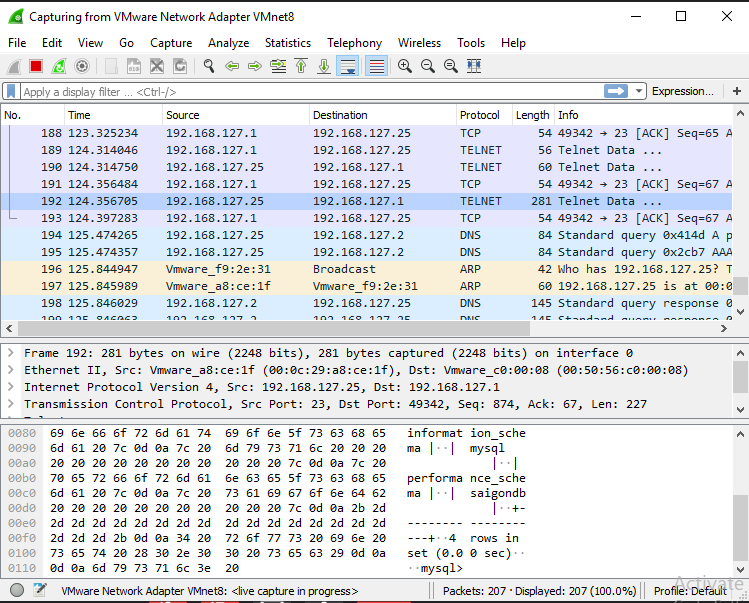 Capturing from VMware Network Adapter VMnet8
File Edit View Go Capture Analyze Statistics Telephony Wireless Tools Help
Apply a display filter ... <Ctrl-/> Expression... +
No. Time Source Destination Protocol Length Info
188 123.325234 192.168.127.1 192.168.127.25 TCP 54 49342 → 23 [ACK] Seq=65 A
189 124.314046 192.168.127.1 192.168.127.25 TELNET 56 Telnet Data ...
190 124.314750 192.168.127.25 192.168.127.1 TELNET 60 Telnet Data ...
191 124.356484 192.168.127.1 192.168.127.25 TCP 54 49342 → 23 [ACK] Seq=67 A
192 124.356705 192.168.127.25 192.168.127.1 TELNET 281 Telnet Data ...
193 124.397283 192.168.127.1 192.168.127.25 TCP 54 49342 → 23 [ACK] Seq=67 A
194 125.474265 192.168.127.25 192.168.127.2 DNS 84 Standard query 0x414d A p
195 125.474357 192.168.127.25 192.168.127.2 DNS 84 Standard query 0x2cb7 AAA
196 125.844947 Vmware_f9:2e:31 Broadcast ARP 42 Who has 192.168.127.25? T
197 125.845989 Vmware_a8:ce:1f Vmware_f9:2e:31 ARP 60 192.168.127.25 is at 00:0
198 125.846029 192.168.127.2 192.168.127.25 DNS 145 Standard query response 0
199 125.846063 192.168.127.2 192.168.127.25 DNS 145 Standard query response 0
Frame 192: 281 bytes on wire (2248 bits), 281 bytes captured (2248 bits) on interface 0
Ethernet II, Src: Vmware_a8:ce:1f (00:0c:29:a8:ce:1f), Dst: Vmware_c0:00:08 (00:50:56:c0:00:08)
Internet Protocol Version 4, Src: 192.168.127.25, Dst: 192.168.127.1
Transmission Control Protocol, Src Port: 23, Dst Port: 49342, Seq: 874, Ack: 67, Len: 227
0080 69 6e 66 6f 72 6d 61 74 69 6f 6e 5f 73 63 68 65 informat ion_sche
0090 6d 61 20 7c 0d 0a 7c 20 6d 79 73 71 6c 20 20 20 ma |··| mysql
00a0 20 20 20 20 20 20 20 20 20 20 20 7c 0d 0a 7c 20 |··|
00b0 70 65 72 66 6f 72 6d 61 6e 63 65 5f 73 63 68 65 performa nce_sche
00c0 6d 61 20 7c 0d 0a 7c 20 73 61 69 67 6f 6e 64 62 ma |··| saigondb
00d0 20 20 20 20 20 20 20 20 20 20 20 7c 0d 0a 2b 2d |··+-
00e0 2d 2d 2d 2d 2d 2d 2d 2d 2d 2d 2d 2d 2d 2d 2d 2d -------- --------
00f0 2d 2d 2d 2b 0d 0a 34 20 72 6f 77 73 20 69 6e 20 ---+··4 rows in
0100 73 65 74 20 28 30 2e 30 30 20 73 65 63 29 0d 0a set (0.0 0 sec)··
0110 0d 0a 6d 79 73 71 6c 3e 20 ··mysql>
Activate
VMware Network Adapter VMnet8: <live capture in progress> Packets: 207 · Displayed: 207 (100.0%) Profile: Default